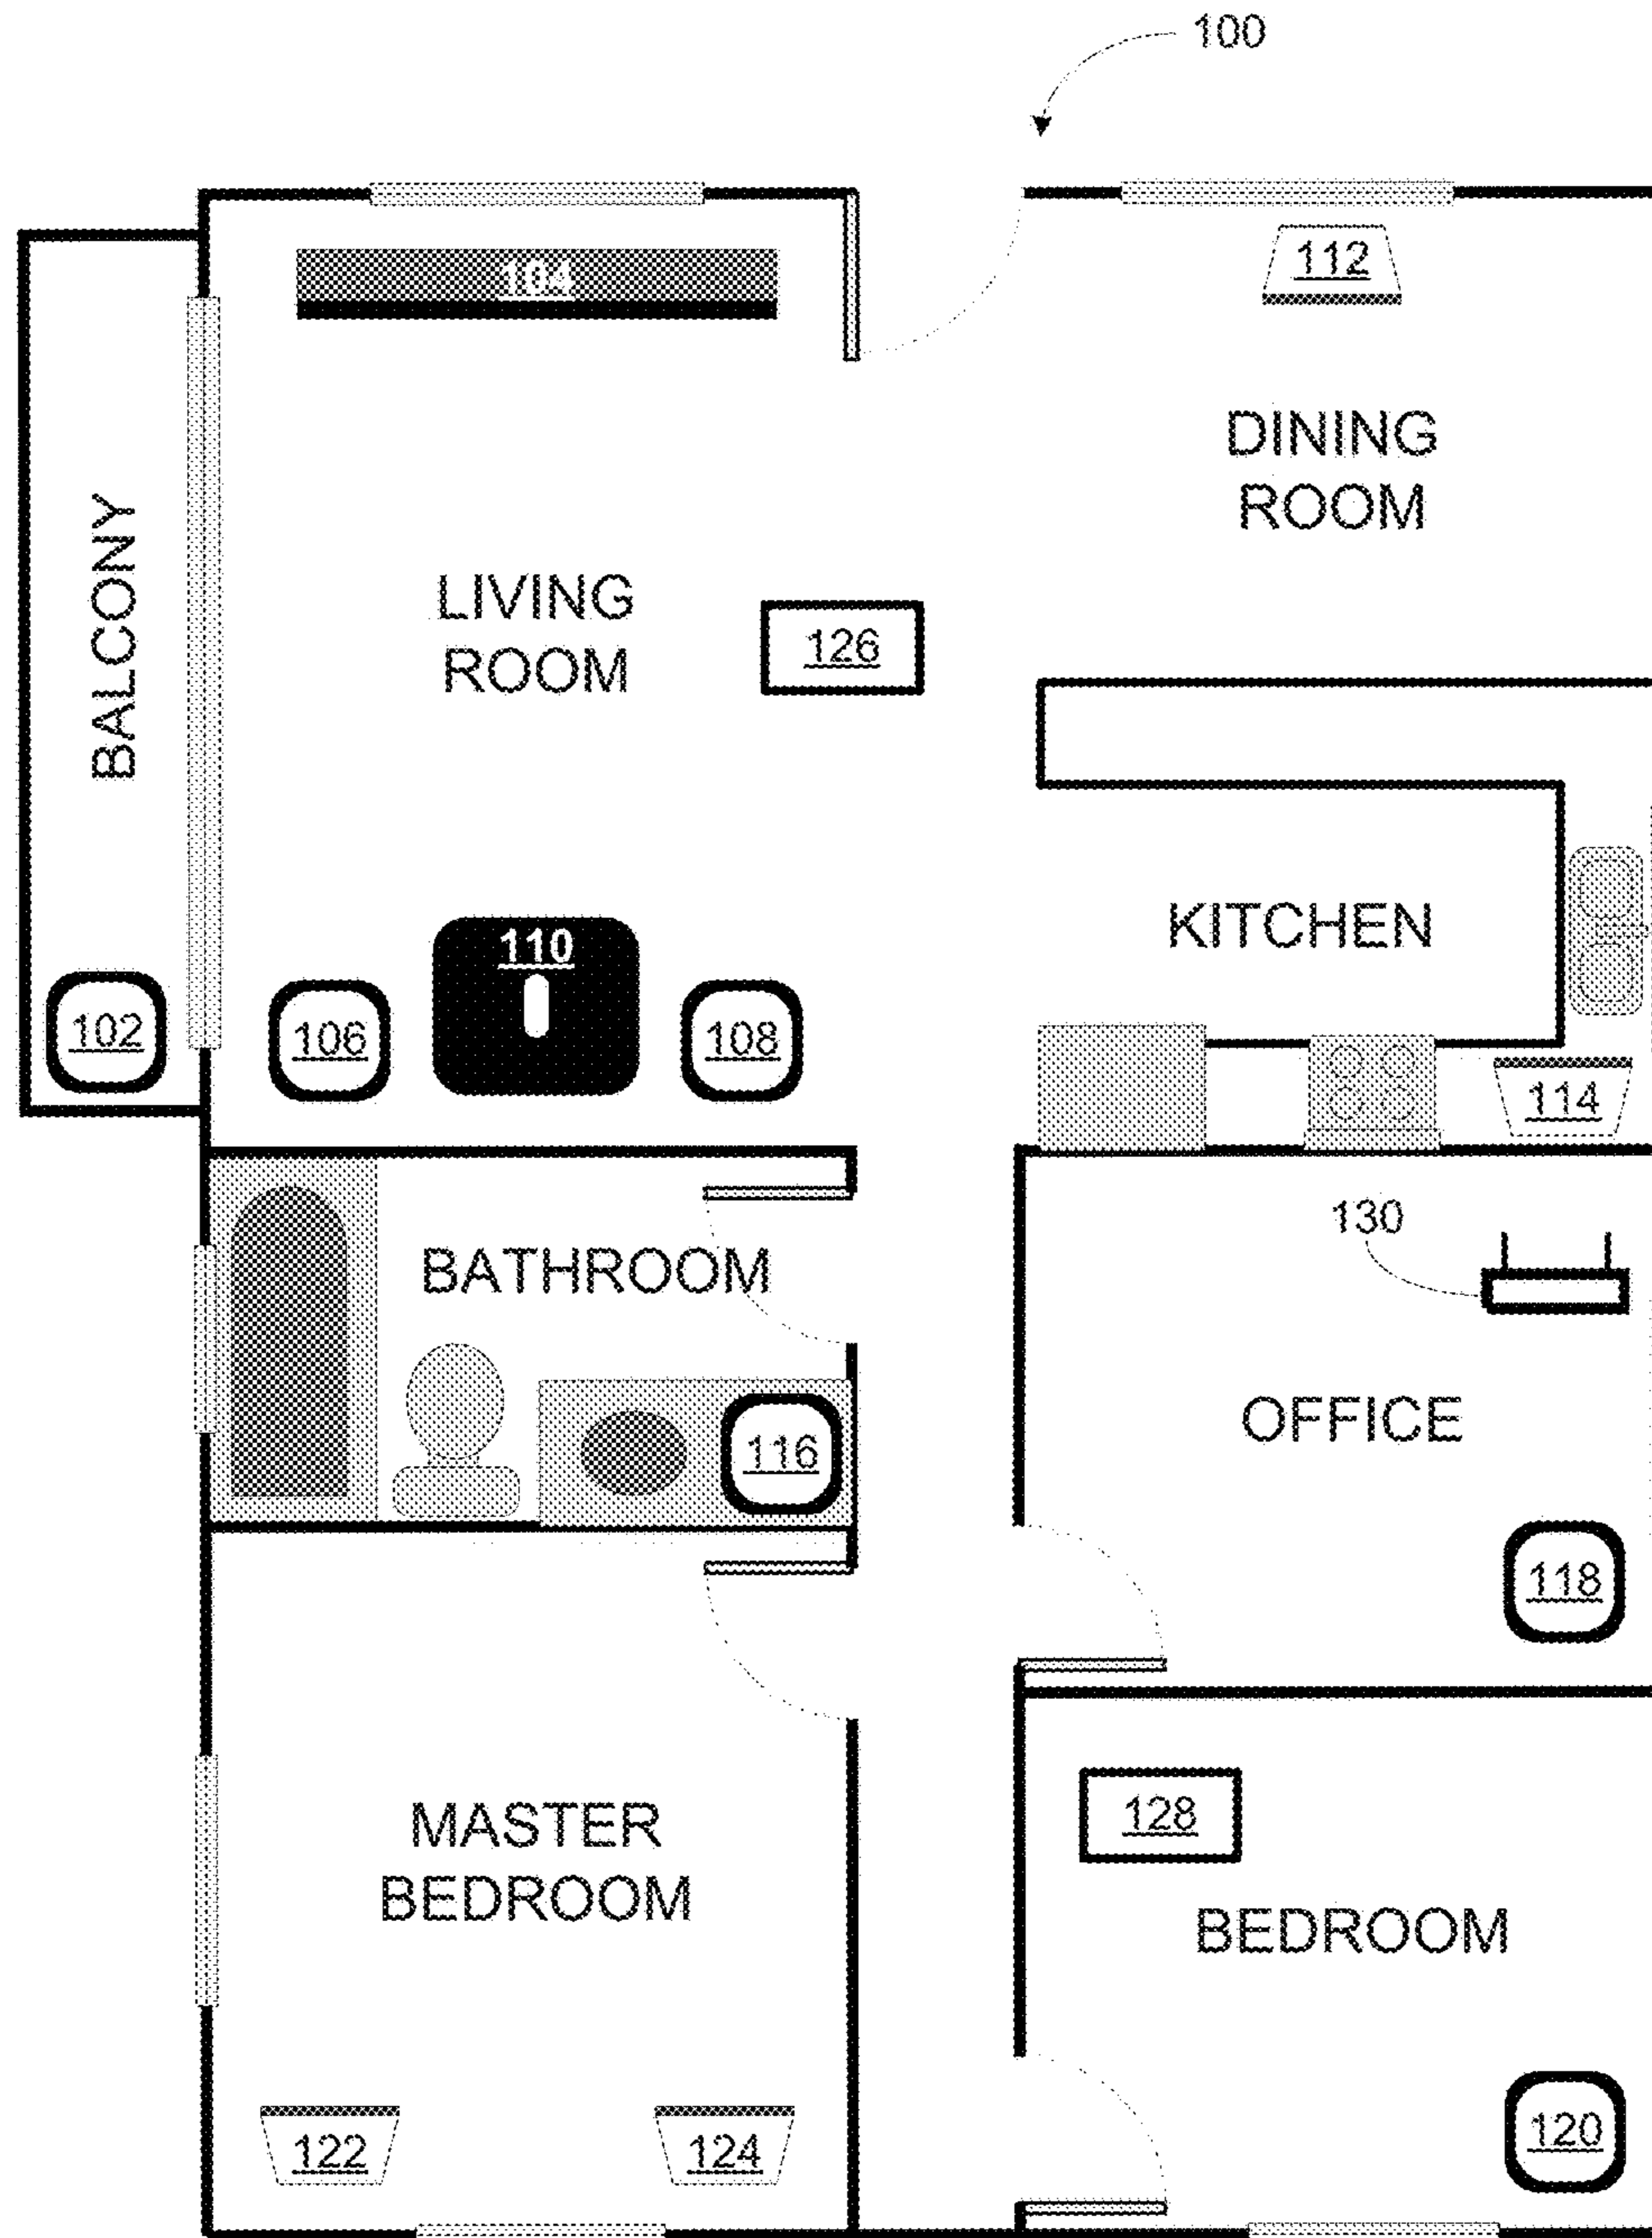 100
104
112
DINING
ROOM
BALCONY
LIVING
ROOM
126
KITCHEN
110
102
106
108
114
130
BATHROOM
OFFICE
116
118
MASTER
BEDROOM
128
BEDROOM
122
124
120